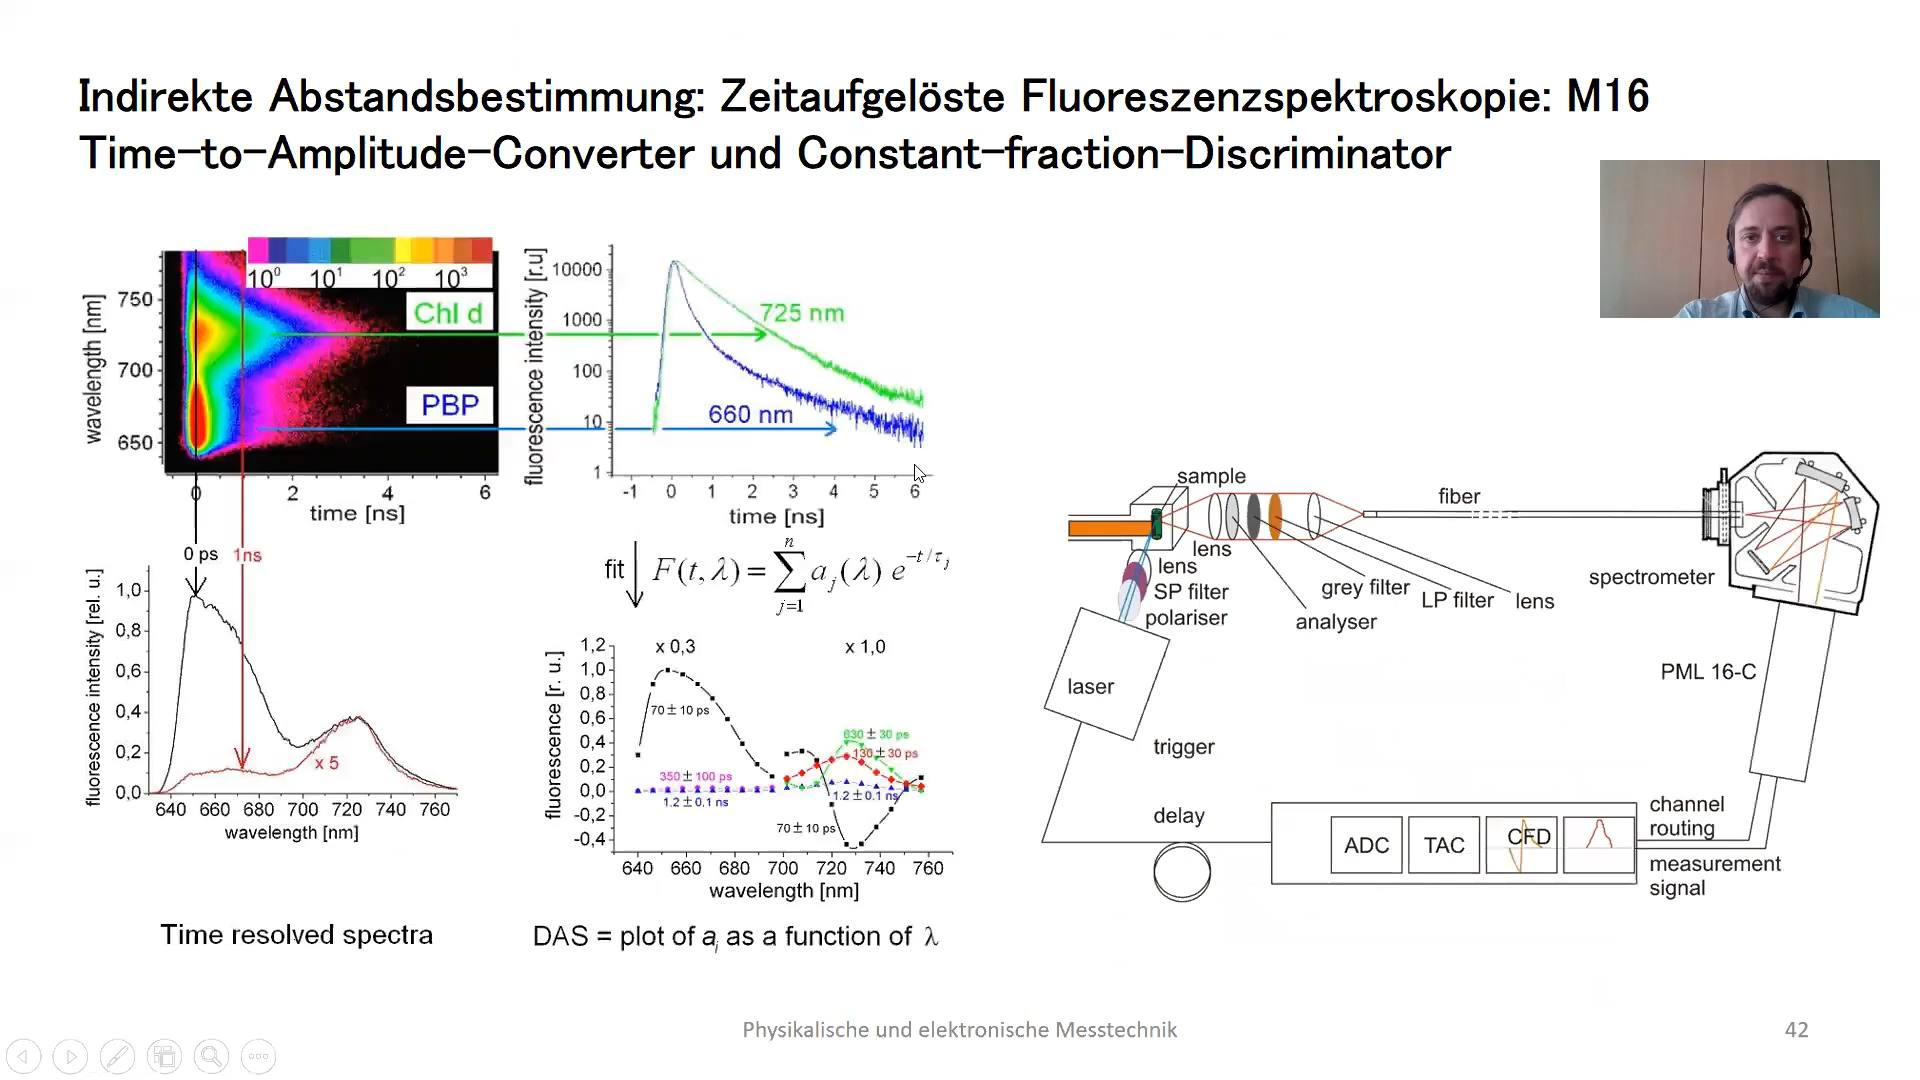 Indirekte Abstandsbestimmung: Zeitaufgelöste Fluoreszenzspektroskopie: M16
Time-to-Amplitude-Converter und Constant-fraction-Discriminator
10⁰ 10¹ 10² 10³
Chl d
PBP
wavelength [nm]
750
700
650
0 2 4 6
time [ns]
0 ps 1ns
fluorescence intensity [r.u]
10000
1000
100
10
1
725 nm
660 nm
-1 0 1 2 3 4 5 6
time [ns]
fit F(t, λ) = ∑ⁿⱼ₌₁ aⱼ(λ) e^(-t/τⱼ)
fluorescence intensity [rel. u.]
1,0
0,8
0,6
0,4
0,2
0,0
x 5
640 660 680 700 720 740 760
wavelength [nm]
Time resolved spectra
fluorescence [r. u.]
1,2
1,0
0,8
0,6
0,4
0,2
0,0
-0,2
-0,4
x 0,3 x 1,0
70 ± 10 ps
630 ± 30 ps
130 ± 30 ps
350 ± 100 ps
1.2 ± 0.1 ns
1.2 ± 0.1 ns
70 ± 10 ps
640 660 680 700 720 740 760
wavelength [nm]
DAS = plot of aⱼ as a function of λ
sample
lens
lens
SP filter
polariser
laser
analyser
grey filter
LP filter
lens
fiber
spectrometer
PML 16-C
trigger
delay
ADC
TAC
CFD
channel
routing
measurement
signal
Physikalische und elektronische Messtechnik
42